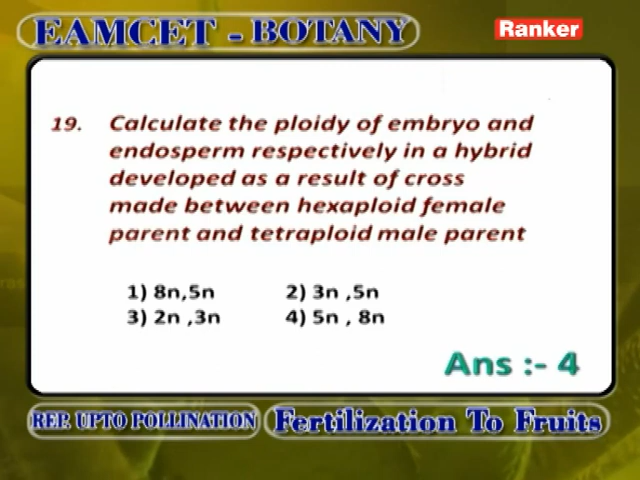 EAMCET - BOTANY
Ranker
19. Calculate the ploidy of embryo and
endosperm respectively in a hybrid
developed as a result of cross
made between hexaploid female
parent and tetraploid male parent
1) 8n,5n 2) 3n ,5n
3) 2n ,3n 4) 5n , 8n
Ans :- 4
REP. UPTO POLLINATION
Fertilization To Fruits